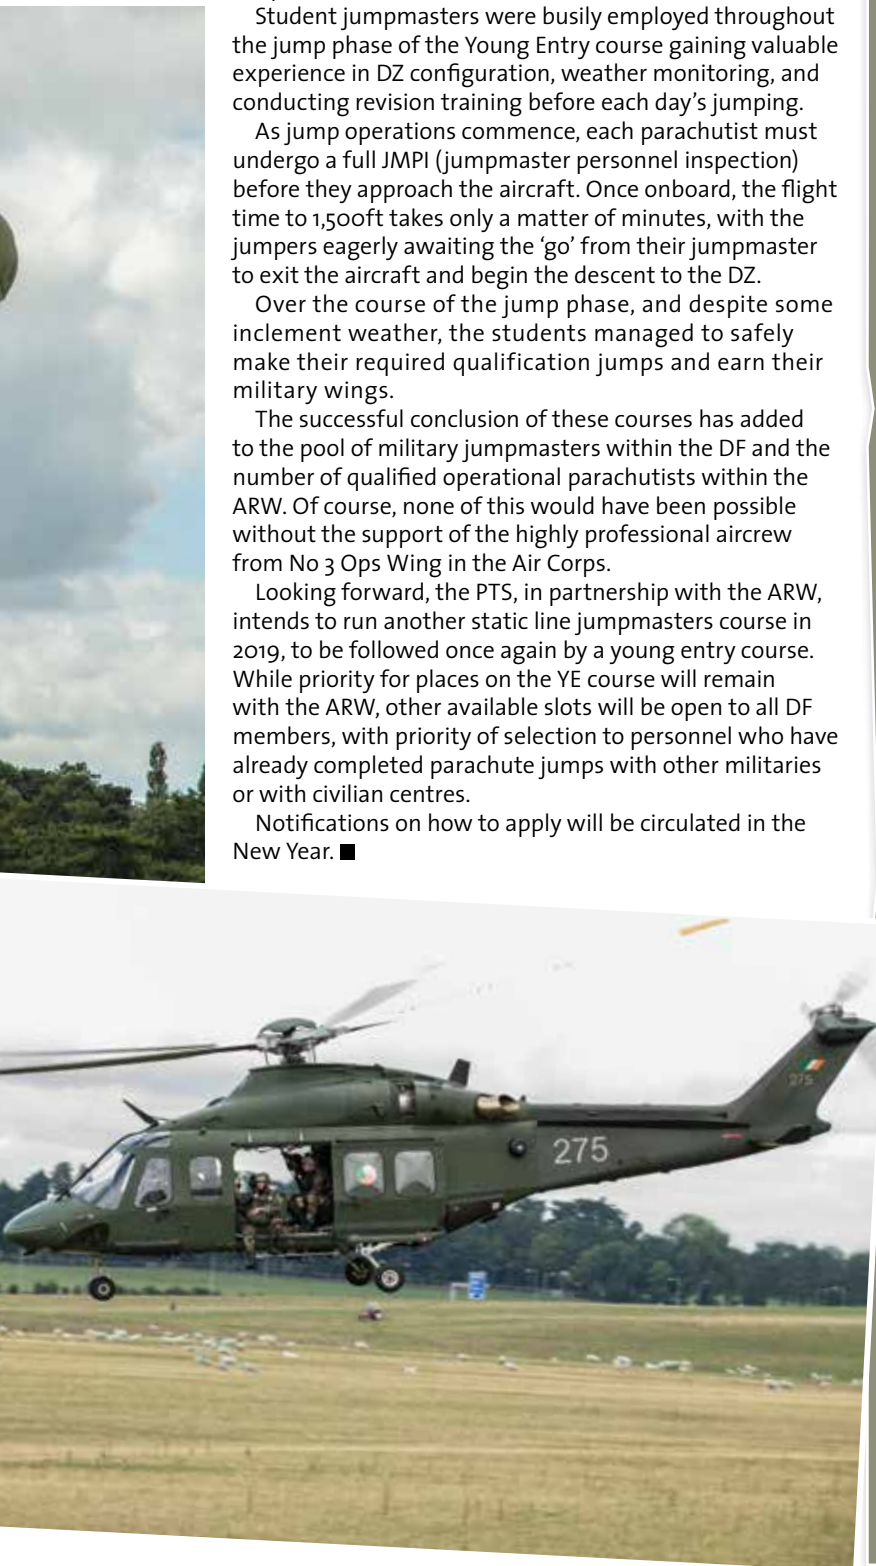 Student jumpmasters were busily employed throughout
the jump phase of the Young Entry course gaining valuable
experience in DZ configuration, weather monitoring, and
conducting revision training before each day's jumping.
As jump operations commence, each parachutist must
undergo a full JMPI (jumpmaster personnel inspection)
before they approach the aircraft. Once onboard, the flight
time to 1,500ft takes only a matter of minutes, with the
jumpers eagerly awaiting the ‘go’ from their jumpmaster
to exit the aircraft and begin the descent to the DZ.
Over the course of the jump phase, and despite some
inclement weather, the students managed to safely
make their required qualification jumps and earn their
military wings.
The successful conclusion of these courses has added
to the pool of military jumpmasters within the DF and the
number of qualified operational parachutists within the
ARW. Of course, none of this would have been possible
without the support of the highly professional aircrew
from No 3 Ops Wing in the Air Corps.
Looking forward, the PTS, in partnership with the ARW,
intends to run another static line jumpmasters course in
2019, to be followed once again by a young entry course.
While priority for places on the YE course will remain
with the ARW, other available slots will be open to all DF
members, with priority of selection to personnel who have
already completed parachute jumps with other militaries
or with civilian centres.
Notifications on how to apply will be circulated in the
New Year. ■
275
275